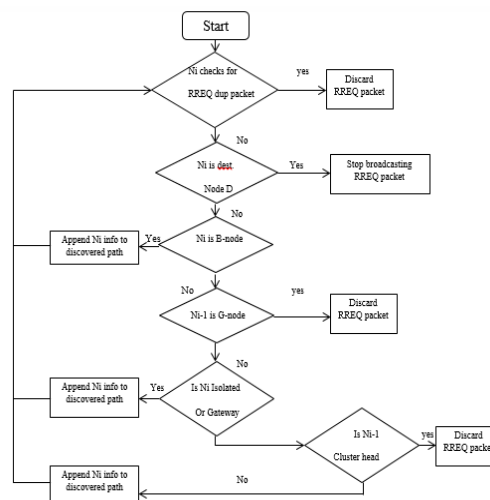 Start
Ni checks for
RREQ dup packet
yes
Discard
RREQ packet
No
Ni is dest.
Node D
Yes
Stop broadcasting
RREQ packet
No
Ni is B-node
Yes
Append Ni info to
discovered path
No
Ni-1 is G-node
yes
Discard
RREQ packet
No
Is Ni Isolated
Or Gateway
Yes
Append Ni info to
discovered path
Is Ni-1
Cluster head
yes
Discard
RREQ packe
No
Append Ni info to
discovered path